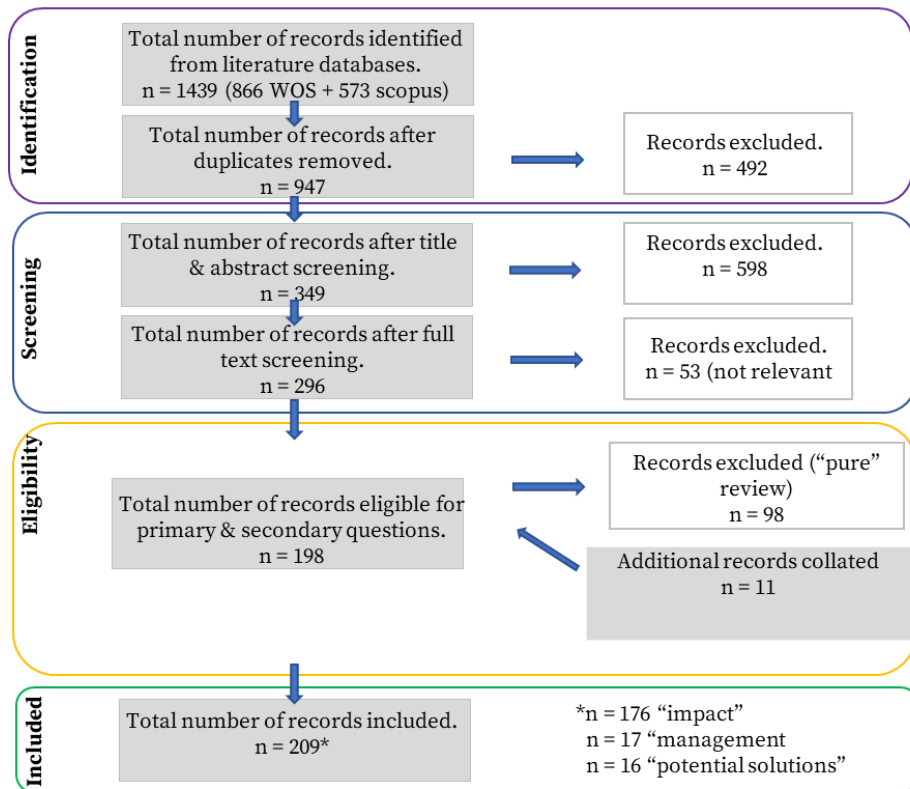 Identification
Total number of records identified
from literature databases.
n = 1439 (866 WOS + 573 scopus)
Total number of records after
duplicates removed.
n = 947
Records excluded.
n = 492
Screening
Total number of records after title
& abstract screening.
n = 349
Records excluded.
n = 598
Total number of records after full
text screening.
n = 296
Records excluded.
n = 53 (not relevant
Eligibility
Total number of records eligible for
primary & secondary questions.
n = 198
Records excluded (“pure”
review)
n = 98
Additional records collated
n = 11
Included
Total number of records included.
n = 209*
*n = 176 “impact”
n = 17 “management
n = 16 “potential solutions”